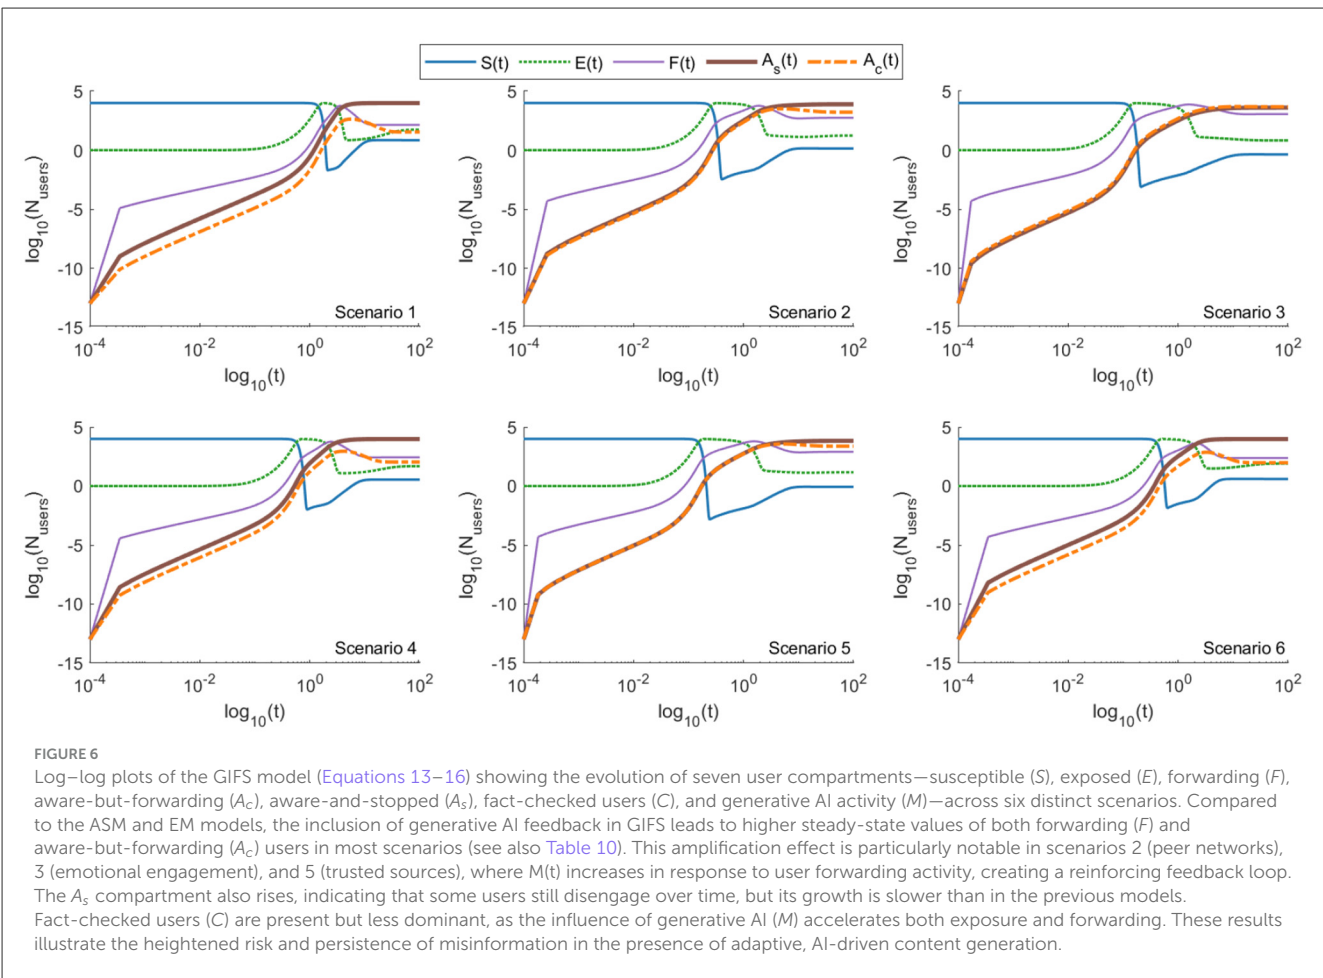 S(t) E(t) F(t) A_s(t) A_c(t)
log10(N_users)
5
0
-5
-10
-15
Scenario 1
10^-4 10^-2 10^0 10^2
log10(t)
log10(N_users)
5
0
-5
-10
-15
Scenario 2
10^-4 10^-2 10^0 10^2
log10(t)
log10(N_users)
5
0
-5
-10
-15
Scenario 3
10^-4 10^-2 10^0 10^2
log10(t)
log10(N_users)
5
0
-5
-10
-15
Scenario 4
10^-4 10^-2 10^0 10^2
log10(t)
log10(N_users)
5
0
-5
-10
-15
Scenario 5
10^-4 10^-2 10^0 10^2
log10(t)
log10(N_users)
5
0
-5
-10
-15
Scenario 6
10^-4 10^-2 10^0 10^2
log10(t)
FIGURE 6
Log–log plots of the GIFS model (Equations 13–16) showing the evolution of seven user compartments—susceptible (S), exposed (E), forwarding (F),
aware-but-forwarding (Ac), aware-and-stopped (As), fact-checked users (C), and generative AI activity (M)—across six distinct scenarios. Compared
to the ASM and EM models, the inclusion of generative AI feedback in GIFS leads to higher steady-state values of both forwarding (F) and
aware-but-forwarding (Ac) users in most scenarios (see also Table 10). This amplification effect is particularly notable in scenarios 2 (peer networks),
3 (emotional engagement), and 5 (trusted sources), where M(t) increases in response to user forwarding activity, creating a reinforcing feedback loop.
The As compartment also rises, indicating that some users still disengage over time, but its growth is slower than in the previous models.
Fact-checked users (C) are present but less dominant, as the influence of generative AI (M) accelerates both exposure and forwarding. These results
illustrate the heightened risk and persistence of misinformation in the presence of adaptive, AI-driven content generation.